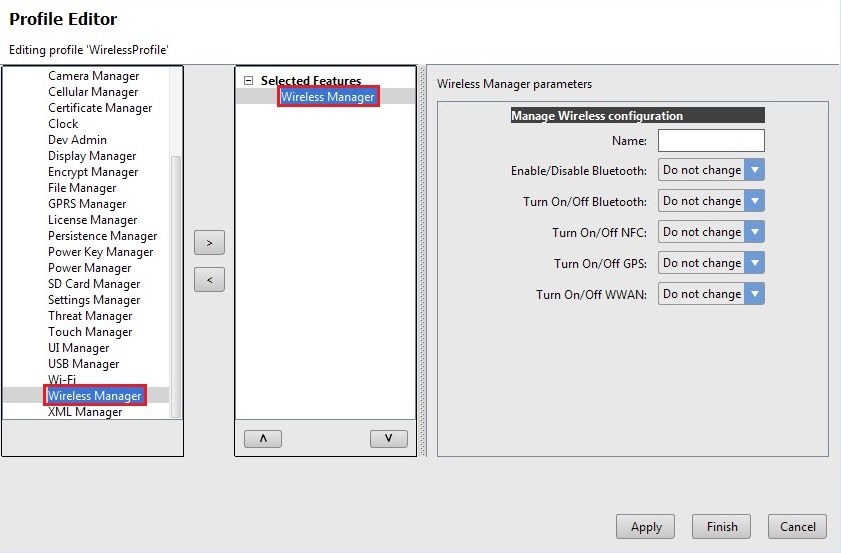 Profile Editor
Editing profile 'WirelessProfile'
Camera Manager
Cellular Manager
Certificate Manager
Clock
Dev Admin
Display Manager
Encrypt Manager
File Manager
GPRS Manager
License Manager
Persistence Manager
Power Key Manager
Power Manager
SD Card Manager
Settings Manager
Threat Manager
Touch Manager
UI Manager
USB Manager
Wi-Fi
Wireless Manager
XML Manager
>
<
Selected Features
Wireless Manager
Λ
V
Wireless Manager parameters
Manage Wireless configuration
Name:
Enable/Disable Bluetooth: Do not change
Turn On/Off Bluetooth: Do not change
Turn On/Off NFC: Do not change
Turn On/Off GPS: Do not change
Turn On/Off WWAN: Do not change
Apply Finish Cancel